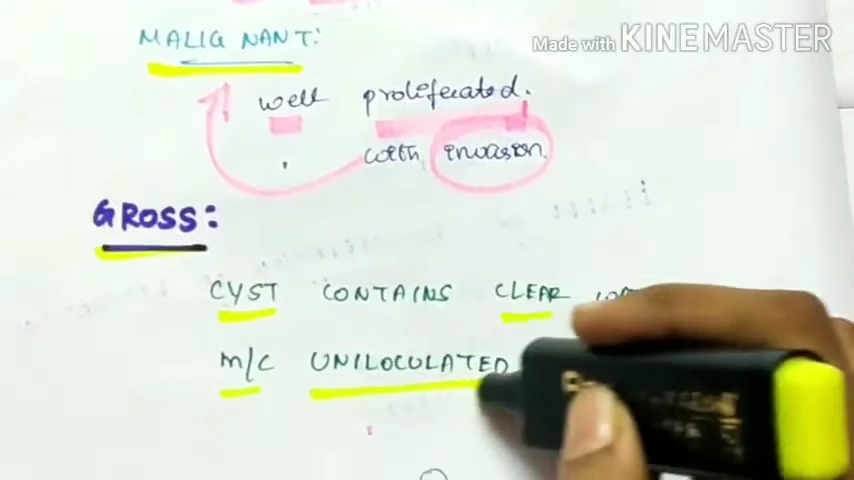 Made with KINEMASTER
MALIGNANT:
well proliferated.
with invasion.
GROSS:
CYST CONTAINS CLEAR
M/C UNILOCULATED